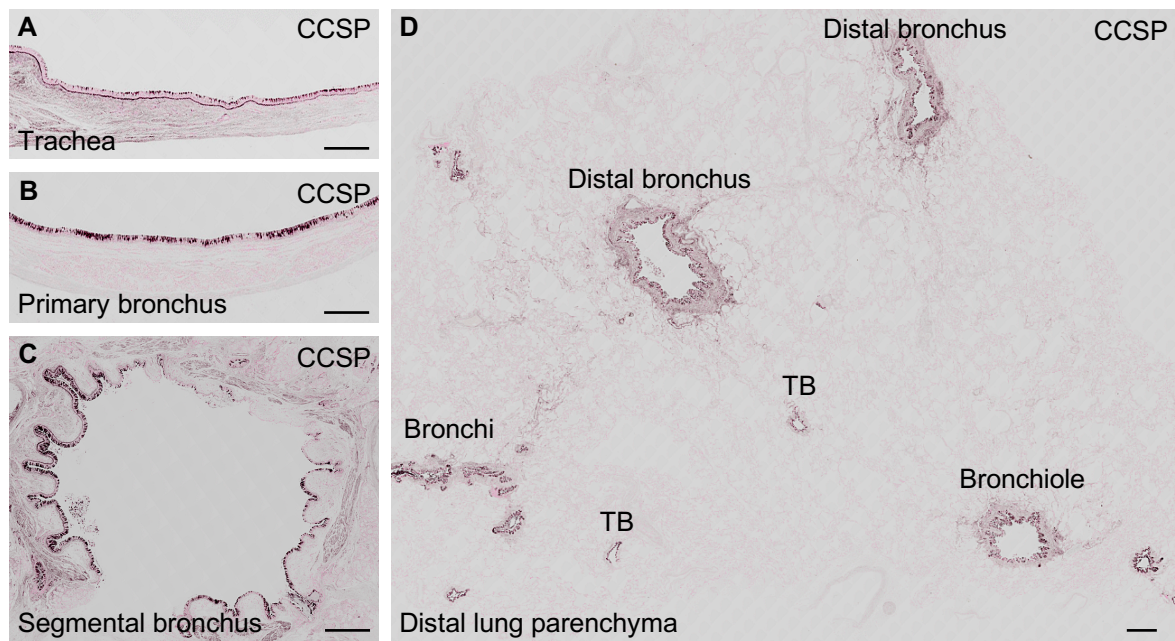 A
CCSP
Trachea
B
CCSP
Primary bronchus
C
CCSP
Segmental bronchus
D
Distal bronchus
CCSP
Distal bronchus
TB
Bronchi
Bronchiole
TB
Distal lung parenchyma